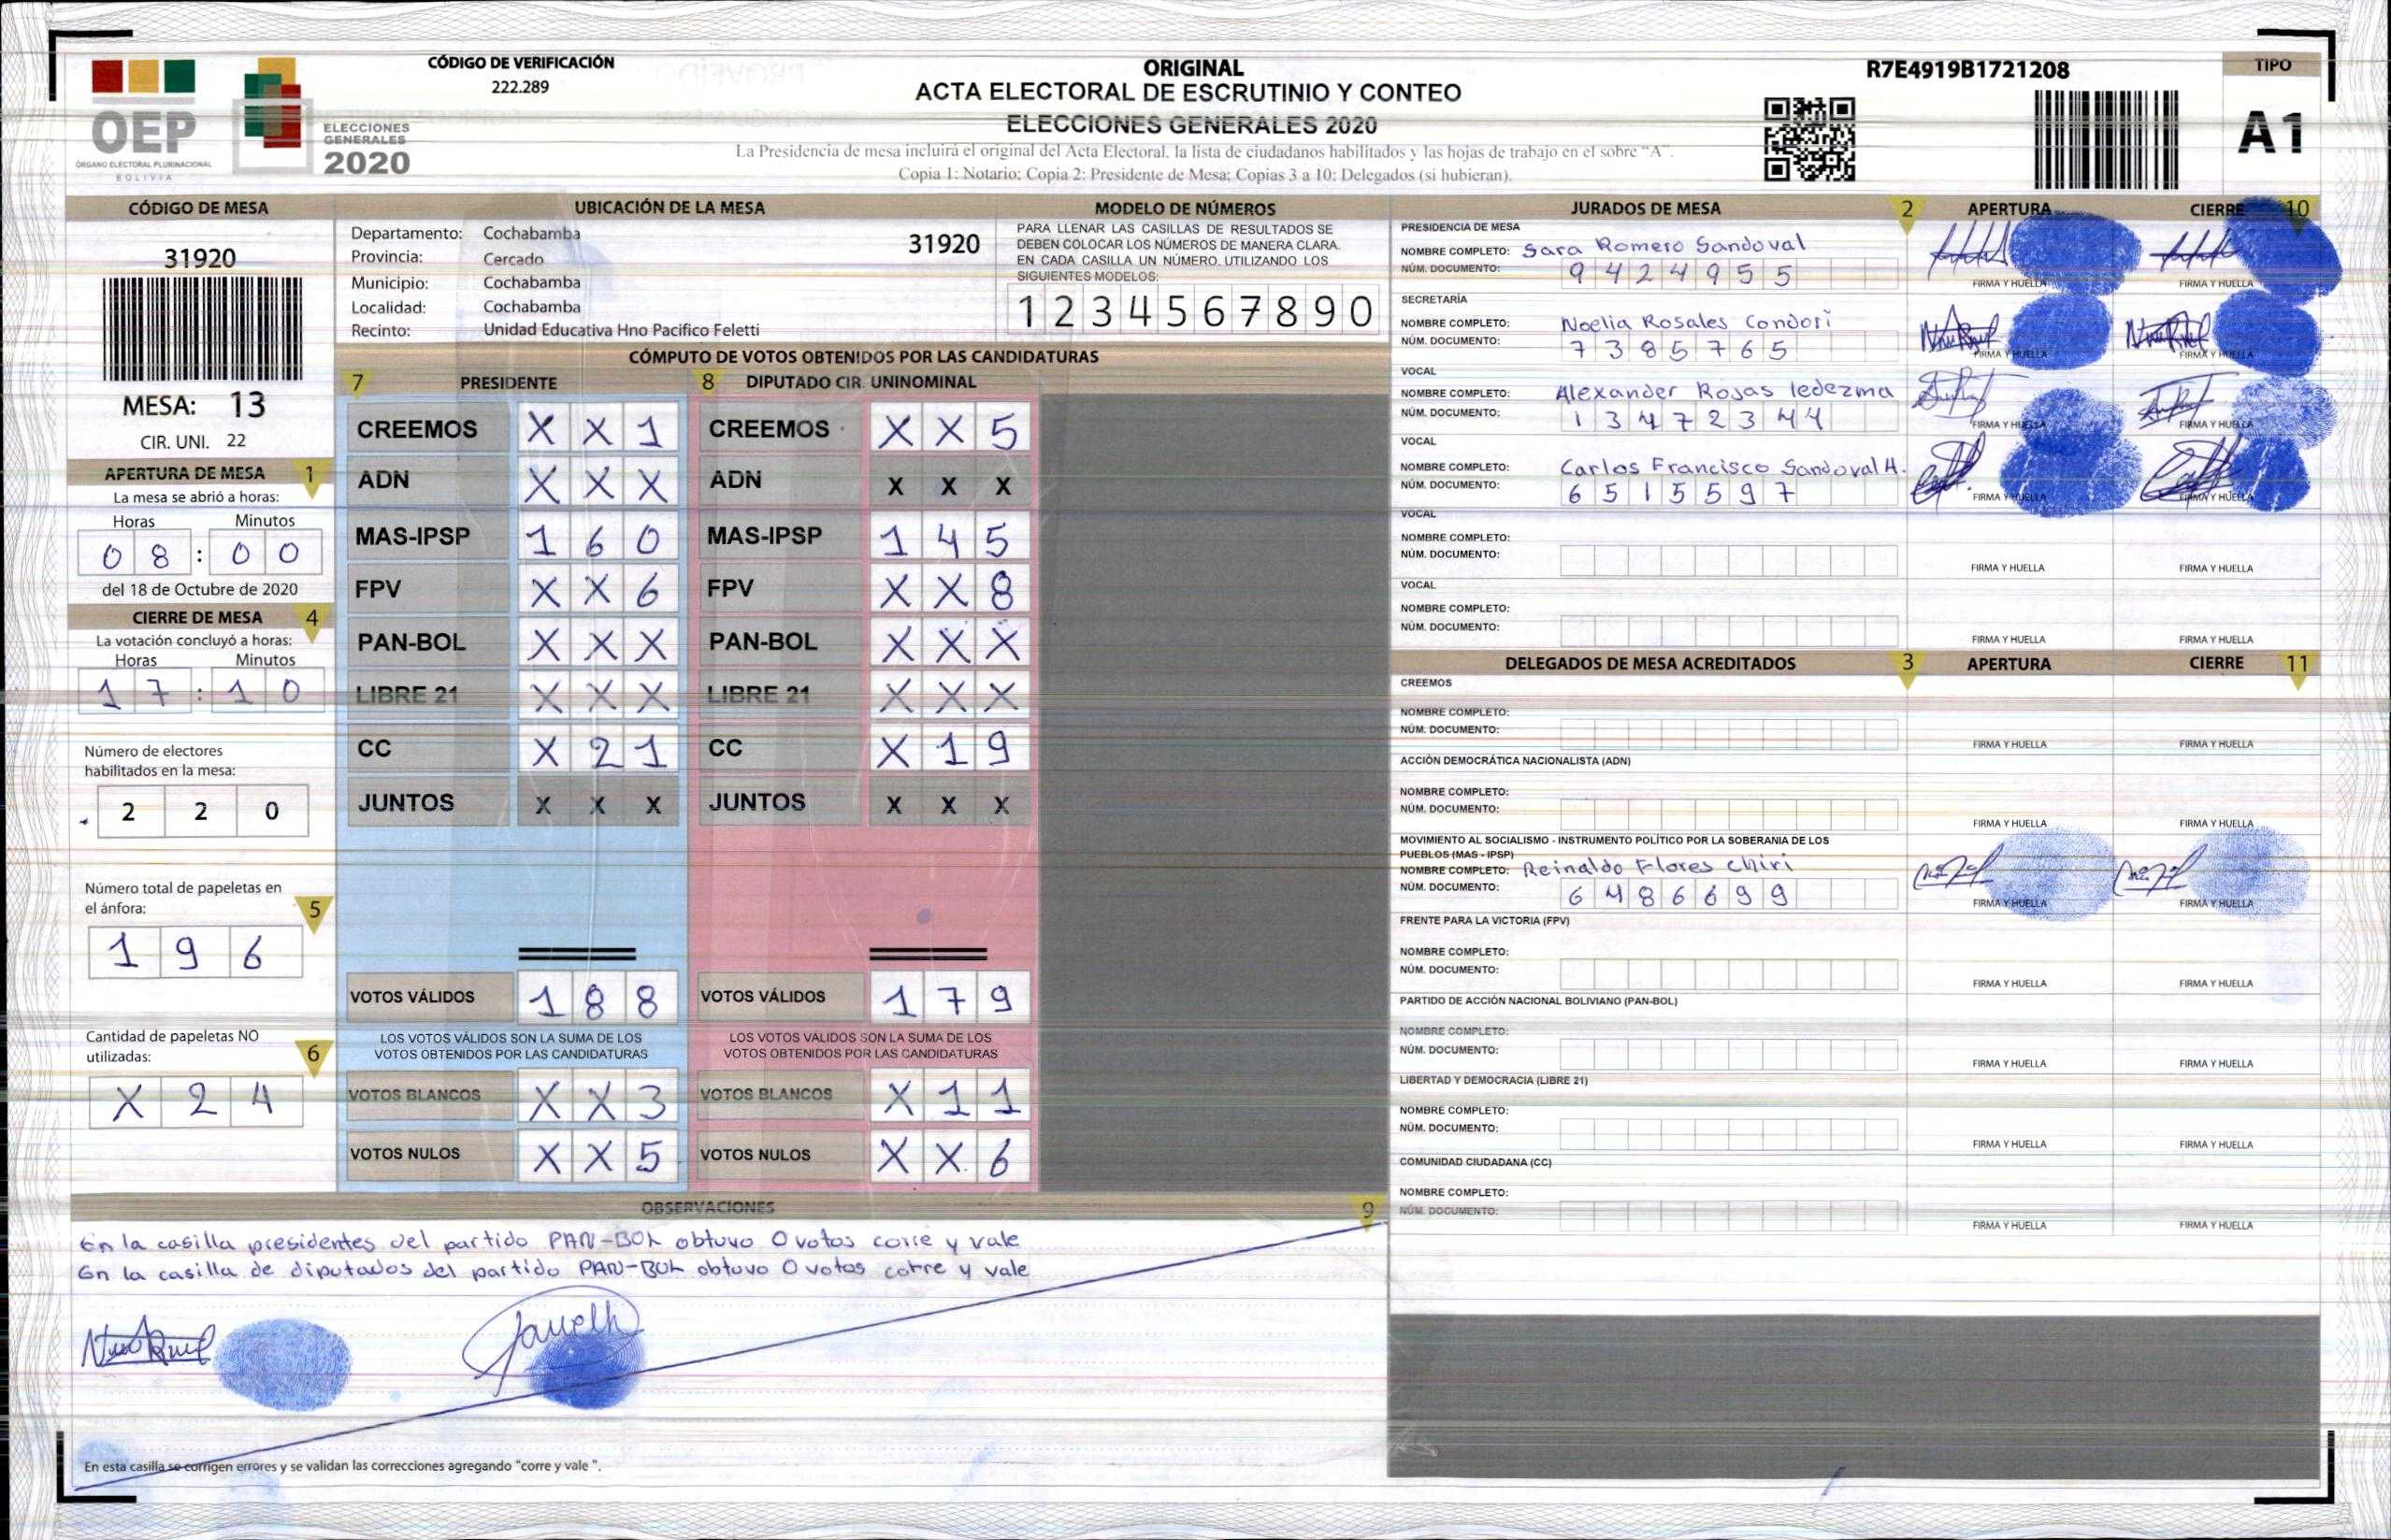 CÓDIGO DE VERIFICACIÓN
222.289
OEP
ÓRGANO ELECTORAL PLURINACIONAL
BOLIVIA
ELECCIONES
GENERALES
2020
ORIGINAL
ACTA ELECTORAL DE ESCRUTINIO Y CONTEO
ELECCIONES GENERALES 2020
La Presidencia de mesa incluirá el original del Acta Electoral, la lista de ciudadanos habilitados y las hojas de trabajo en el sobre "A".
Copia 1: Notario; Copia 2: Presidente de Mesa; Copias 3 a 10; Delegados (si hubieran).
R7E4919B1721208
TIPO
A1
CÓDIGO DE MESA
31920
MESA: 13
CIR. UNI. 22
APERTURA DE MESA 1
La mesa se abrió a horas:
Horas Minutos
0 8 : 0 0
del 18 de Octubre de 2020
CIERRE DE MESA 4
La votación concluyó a horas:
Horas Minutos
1 7 : 1 0
Número de electores
habilitados en la mesa:
2 2 0
Número total de papeletas en
el ánfora: 5
1 9 6
Cantidad de papeletas NO
utilizadas: 6
X 2 4
UBICACIÓN DE LA MESA
Departamento: Cochabamba
31920
Provincia: Cercado
Municipio: Cochabamba
Localidad: Cochabamba
Recinto: Unidad Educativa Hno Pacifico Feletti
MODELO DE NÚMEROS
PARA LLENAR LAS CASILLAS DE RESULTADOS SE
DEBEN COLOCAR LOS NÚMEROS DE MANERA CLARA.
EN CADA CASILLA UN NÚMERO, UTILIZANDO LOS
SIGUIENTES MODELOS:
1 2 3 4 5 6 7 8 9 0
CÓMPUTO DE VOTOS OBTENIDOS POR LAS CANDIDATURAS
7 PRESIDENTE 8 DIPUTADO CIR. UNINOMINAL
CREEMOS X X 1 CREEMOS X X 5
ADN X X X ADN X X X
MAS-IPSP 1 6 0 MAS-IPSP 1 4 5
FPV X X 6 FPV X X 8
PAN-BOL X X X PAN-BOL X X X
LIBRE 21 X X X LIBRE 21 X X X
CC X 2 1 CC X 1 9
JUNTOS X X X JUNTOS X X X
VOTOS VÁLIDOS 1 8 8 VOTOS VÁLIDOS 1 7 9
LOS VOTOS VÁLIDOS SON LA SUMA DE LOS LOS VOTOS VÁLIDOS SON LA SUMA DE LOS
VOTOS OBTENIDOS POR LAS CANDIDATURAS VOTOS OBTENIDOS POR LAS CANDIDATURAS
VOTOS BLANCOS X X 3 VOTOS BLANCOS X 1 1
VOTOS NULOS X X 5 VOTOS NULOS X X 6
OBSERVACIONES 9
En la casilla presidentes del partido PAN-BOL obtuvo 0 votos corre y vale
En la casilla de diputados del partido PAN-BOL obtuvo 0 votos corre y vale
En esta casilla se corrigen errores y se validan las correcciones agregando "corre y vale ".
JURADOS DE MESA 2 APERTURA CIERRE 10
PRESIDENCIA DE MESA
NOMBRE COMPLETO: Sara Romero Sandoval
NÚM. DOCUMENTO: 9424955
FIRMA Y HUELLA FIRMA Y HUELLA
SECRETARÍA
NOMBRE COMPLETO: Noelia Rosales Condori
NÚM. DOCUMENTO: 7385765
FIRMA Y HUELLA FIRMA Y HUELLA
VOCAL
NOMBRE COMPLETO: Alexander Rojas ledezma
NÚM. DOCUMENTO: 13472344
FIRMA Y HUELLA FIRMA Y HUELLA
VOCAL
NOMBRE COMPLETO: Carlos Francisco Sandoval H.
NÚM. DOCUMENTO: 6515597
FIRMA Y HUELLA FIRMA Y HUELLA
VOCAL
NOMBRE COMPLETO:
NÚM. DOCUMENTO:
FIRMA Y HUELLA FIRMA Y HUELLA
VOCAL
NOMBRE COMPLETO:
NÚM. DOCUMENTO:
FIRMA Y HUELLA FIRMA Y HUELLA
DELEGADOS DE MESA ACREDITADOS 3 APERTURA CIERRE 11
CREEMOS
NOMBRE COMPLETO:
NÚM. DOCUMENTO:
FIRMA Y HUELLA FIRMA Y HUELLA
ACCIÓN DEMOCRÁTICA NACIONALISTA (ADN)
NOMBRE COMPLETO:
NÚM. DOCUMENTO:
FIRMA Y HUELLA FIRMA Y HUELLA
MOVIMIENTO AL SOCIALISMO - INSTRUMENTO POLÍTICO POR LA SOBERANIA DE LOS
PUEBLOS (MAS - IPSP)
NOMBRE COMPLETO: Reinaldo Flores Chiri
NÚM. DOCUMENTO: 6486699
FIRMA Y HUELLA FIRMA Y HUELLA
FRENTE PARA LA VICTORIA (FPV)
NOMBRE COMPLETO:
NÚM. DOCUMENTO:
FIRMA Y HUELLA FIRMA Y HUELLA
PARTIDO DE ACCIÓN NACIONAL BOLIVIANO (PAN-BOL)
NOMBRE COMPLETO:
NÚM. DOCUMENTO:
FIRMA Y HUELLA FIRMA Y HUELLA
LIBERTAD Y DEMOCRACIA (LIBRE 21)
NOMBRE COMPLETO:
NÚM. DOCUMENTO:
FIRMA Y HUELLA FIRMA Y HUELLA
COMUNIDAD CIUDADANA (CC)
NOMBRE COMPLETO:
NÚM. DOCUMENTO:
FIRMA Y HUELLA FIRMA Y HUELLA